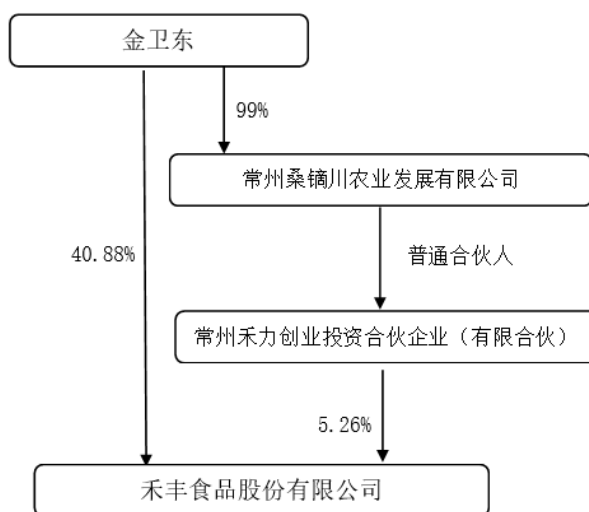 金卫东
99%
常州桑镝川农业发展有限公司
40.88%
普通合伙人
常州禾力创业投资合伙企业（有限合伙）
5.26%
禾丰食品股份有限公司